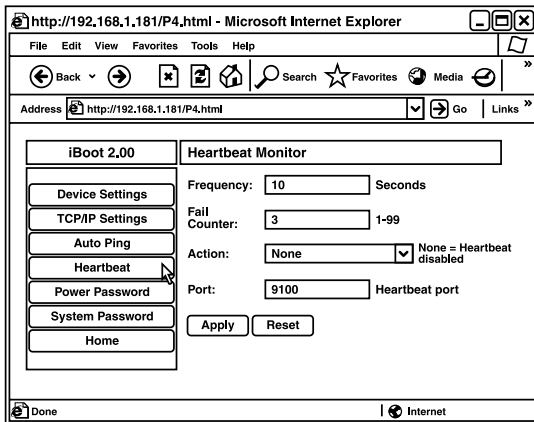 http://192.168.1.181/P4.html - Microsoft Internet Explorer
File Edit View Favorites Tools Help
Back Search Favorites Media »
Address http://192.168.1.181/P4.html Go Links »
iBoot 2.00
Heartbeat Monitor
Device Settings
TCP/IP Settings
Auto Ping
Heartbeat
Power Password
System Password
Home
Frequency: 10 Seconds
Fail
Counter: 3 1-99
Action: None None = Heartbeat
disabled
Port: 9100 Heartbeat port
Apply Reset
Done Internet